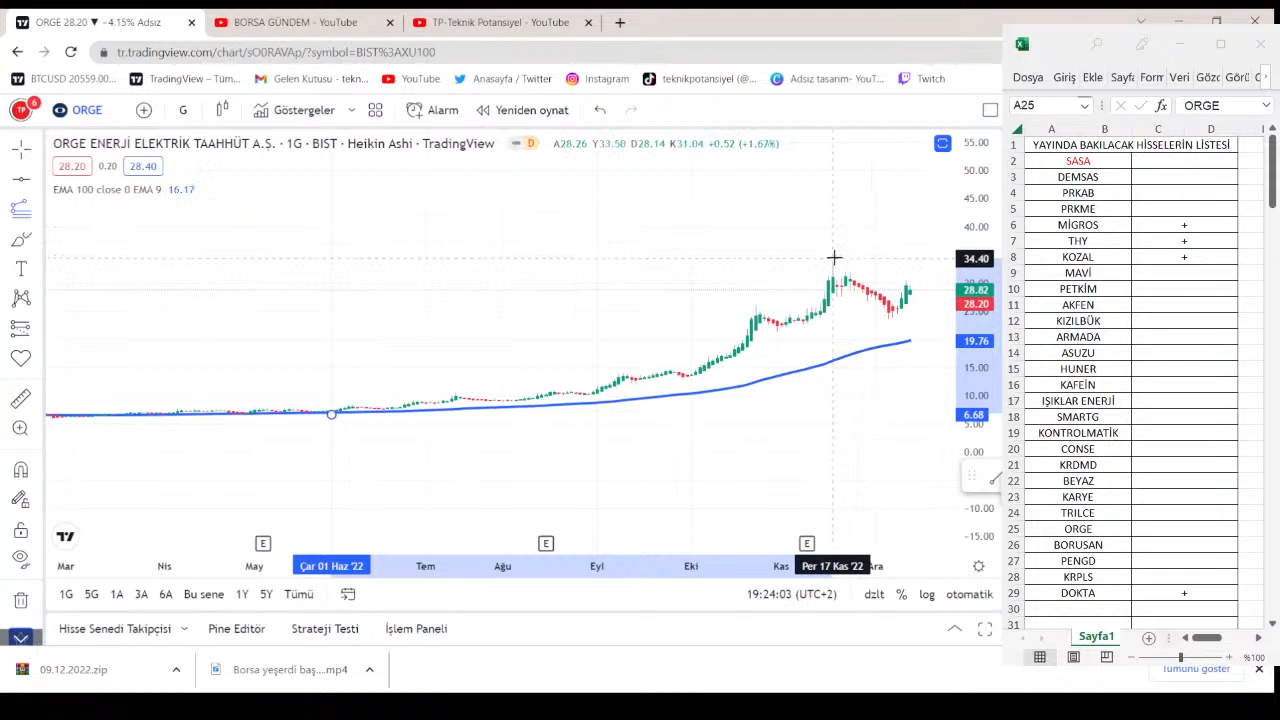 ORGE 28.20 ▼ −4.15% Adsız
BORSA GÜNDEM - YouTube
TP-Teknik Potansiyel - YouTube
tr.tradingview.com/chart/sO0RAVAp/?symbol=BIST%3AXU100
BTCUSD 20559.00...
TradingView – Tüm...
Gelen Kutusu - tekn...
YouTube
Anasayfa / Twitter
Instagram
teknikpotansiyel (@...
Adsız tasarım- YouT...
Twitch
TP 6
ORGE
G
Göstergeler
Alarm
Yeniden oynat
ORGE ENERJİ ELEKTRİK TAAHHÜT A.Ş. · 1G · BIST · Heikin Ashi · TradingView
D
A28.26 Y33.50 D28.14 K31.04 +0.52 (+1.67%)
28.20 0.20 28.40
EMA 100 close 0 EMA 9 16.17
55.00
50.00
45.00
40.00
34.40
28.82
28.20
25.00
19.76
15.00
10.00
6.68
5.00
0.00
−10.00
−15.00
E E E
Mar Nis May Çar 01 Haz '22 Tem Ağu Eyl Eki Kas Per 17 Kas '22 Ara
1G 5G 1A 3A 6A Bu sene 1Y 5Y Tümü
19:24:03 (UTC+2) dzlt % log otomatik
Hisse Senedi Takipçisi
Pine Editör
Strateji Testi
İşlem Paneli
09.12.2022.zip
Borsa yeşerdi baş....mp4
Tümünü göster
Dosya Giriş Ekle Sayfa Form Veri Gözc Görü
A25 fx ORGE
A B C D
1 YAYINDA BAKILACAK HİSSELERİN LİSTESİ
2 SASA
3 DEMSAS
4 PRKAB
5 PRKME
6 MİGROS +
7 THY +
8 KOZAL +
9 MAVİ
10 PETKİM
11 AKFEN
12 KIZILBÜK
13 ARMADA
14 ASUZU
15 HUNER
16 KAFEİN
17 IŞIKLAR ENERJİ
18 SMARTG
19 KONTROLMATİK
20 CONSE
21 KRDMD
22 BEYAZ
23 KARYE
24 TRILCE
25 ORGE
26 BORUSAN
27 PENGD
28 KRPLS
29 DOKTA +
30
31
Sayfa1
%100